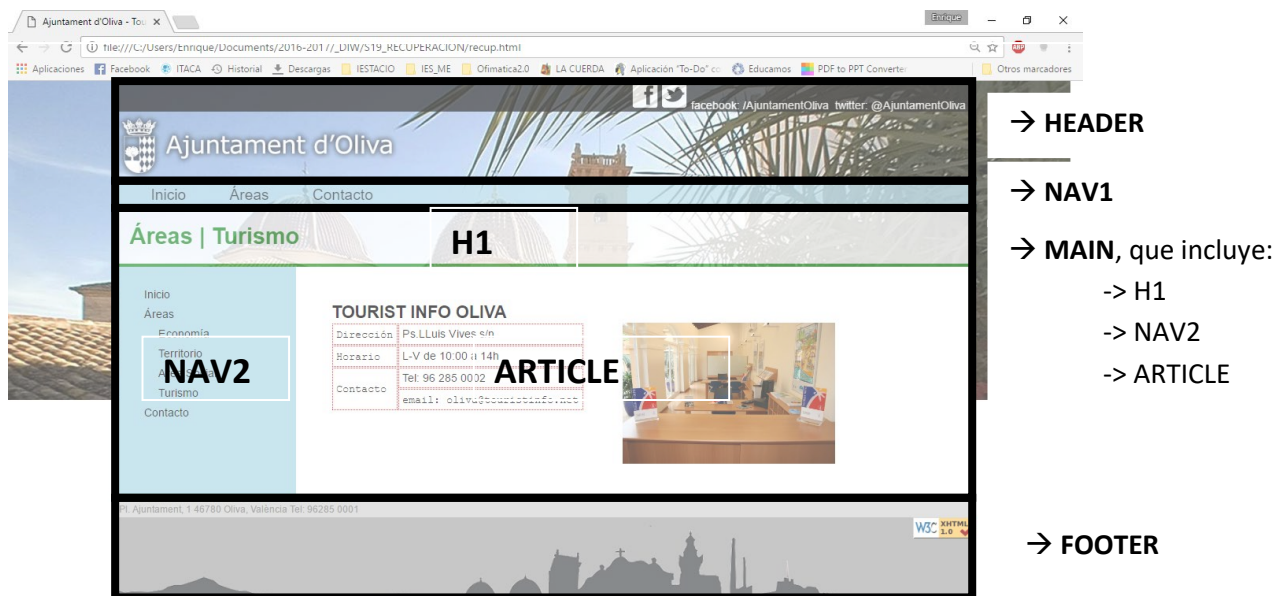 Ajuntament d'Oliva - Tou
Enrique
file:///C:/Users/Enrique/Documents/2016-2017/_DIW/S19_RECUPERACION/recup.html
Aplicaciones Facebook ITACA Historial Descargas IESTACIO IES_ME Ofimatica2.0 LA CUERDA Aplicación "To-Do" co Educamos PDF to PPT Converter Otros marcadores
facebook: /AjuntamentOliva twitter: @AjuntamentOliva
→ HEADER
Ajuntament d'Oliva
Inicio Áreas Contacto
→ NAV1
Áreas | Turismo
H1
→ MAIN, que incluye:
-> H1
-> NAV2
-> ARTICLE
Inicio
Áreas
Economía
Territorio
Turismo
Contacto
NAV2
TOURIST INFO OLIVA
Dirección Ps.LLuis Vives s/n
Horario L-V de 10:00 a 14h
Contacto Tel: 96 285 0002
email: oliva@touristinfo.net
ARTICLE
Pl. Ajuntament, 1 46780 Oliva, València Tel: 96285 0001
W3C XHTML 1.0
→ FOOTER